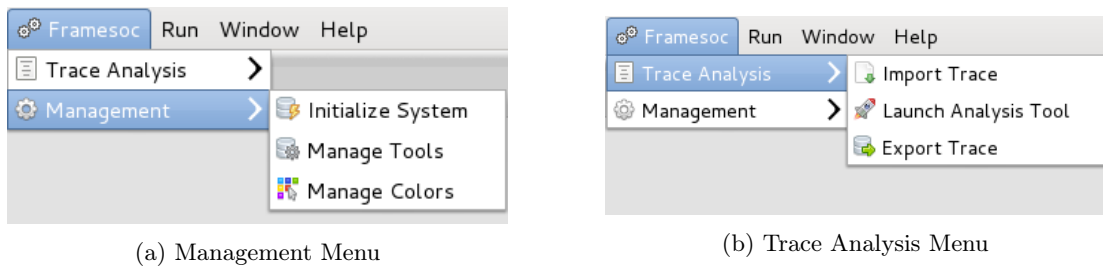 Framesoc Run Window Help
Trace Analysis
Management
Initialize System
Manage Tools
Manage Colors
(a) Management Menu
Framesoc Run Window Help
Trace Analysis
Import Trace
Management
Launch Analysis Tool
Export Trace
(b) Trace Analysis Menu